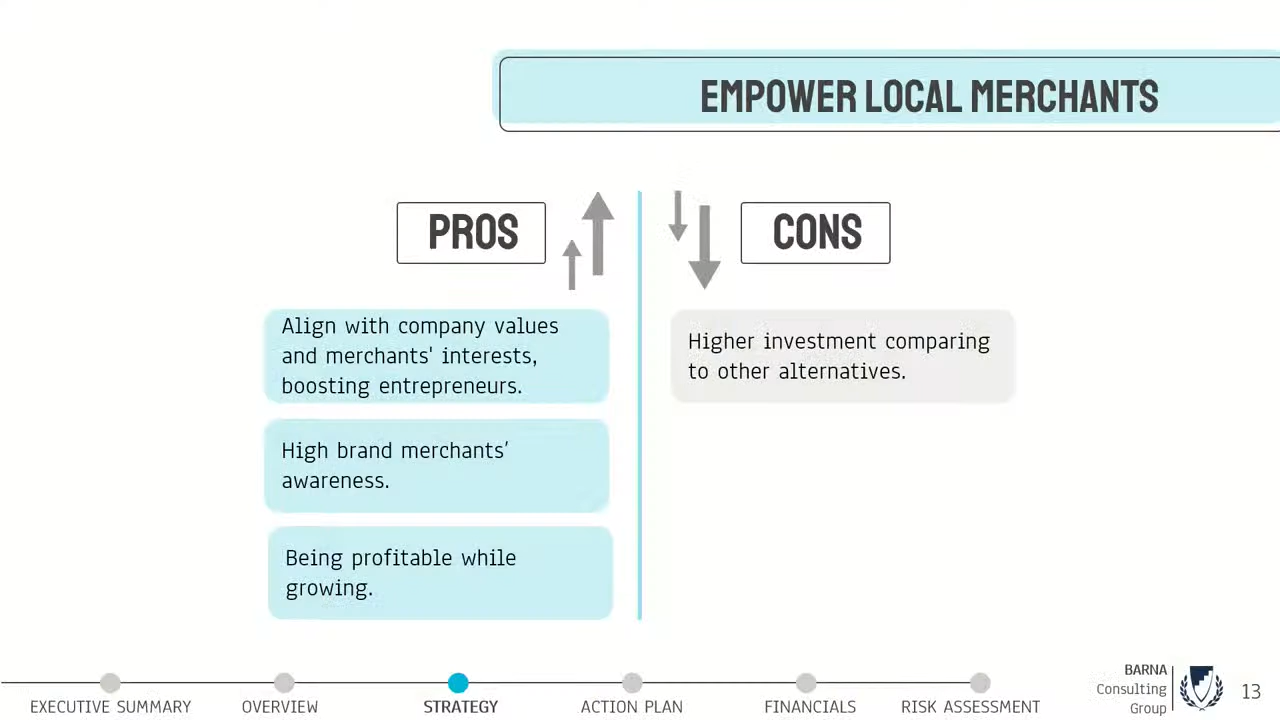 EMPOWER LOCAL MERCHANTS
PROS
Align with company values
and merchants' interests,
boosting entrepreneurs.
High brand merchants’
awareness.
Being profitable while
growing.
CONS
Higher investment comparing
to other alternatives.
EXECUTIVE SUMMARY
OVERVIEW
STRATEGY
ACTION PLAN
FINANCIALS
RISK ASSESSMENT
BARNA
Consulting
Group
13